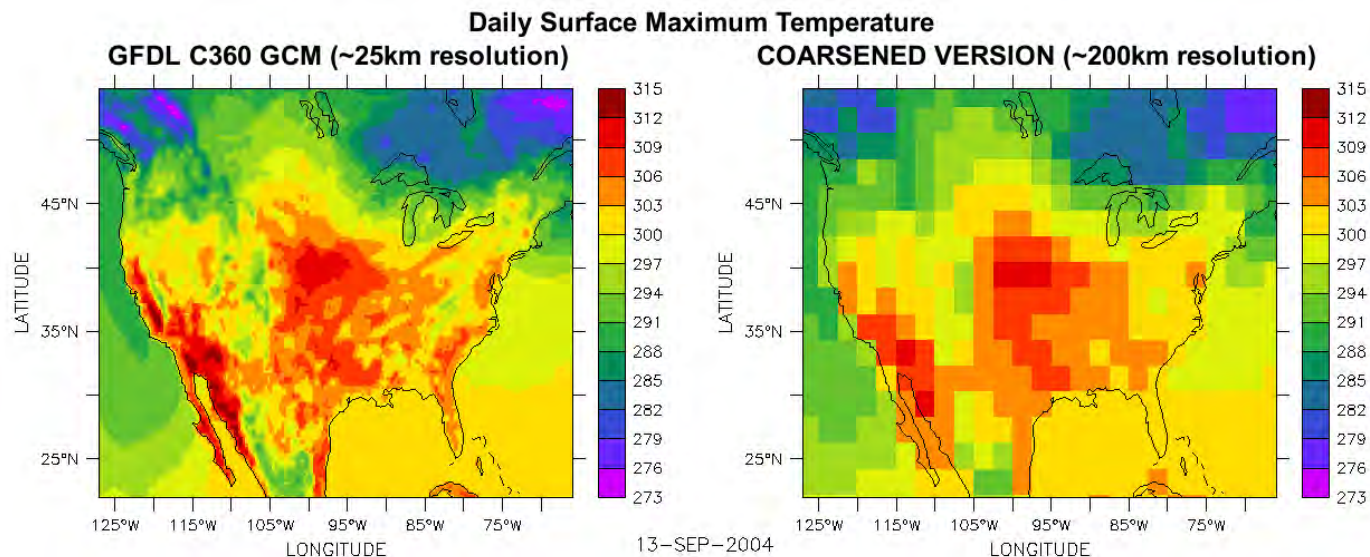 Daily Surface Maximum Temperature
GFDL C360 GCM (~25km resolution)
COARSENED VERSION (~200km resolution)
LATITUDE
45°N
35°N
25°N
125°W 115°W 105°W 95°W 85°W 75°W
LONGITUDE
315
312
309
306
303
300
297
294
291
288
285
282
279
276
273
LATITUDE
45°N
35°N
25°N
125°W 115°W 105°W 95°W 85°W 75°W
LONGITUDE
315
312
309
306
303
300
297
294
291
288
285
282
279
276
273
13-SEP-2004